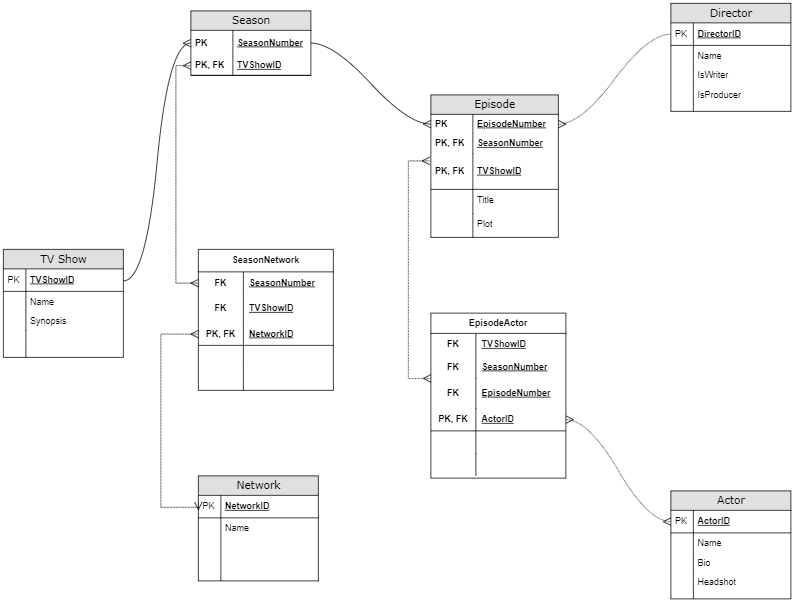 Season
PK SeasonNumber
PK, FK TVShowID
Director
PK DirectorID
Name
IsWriter
IsProducer
Episode
PK EpisodeNumber
PK, FK SeasonNumber
PK, FK TVShowID
Title
Plot
TV Show
PK TVShowID
Name
Synopsis
SeasonNetwork
FK SeasonNumber
FK TVShowID
PK, FK NetworkID
EpisodeActor
FK TVShowID
FK SeasonNumber
FK EpisodeNumber
PK, FK ActorID
Network
PK NetworkID
Name
Actor
PK ActorID
Name
Bio
Headshot